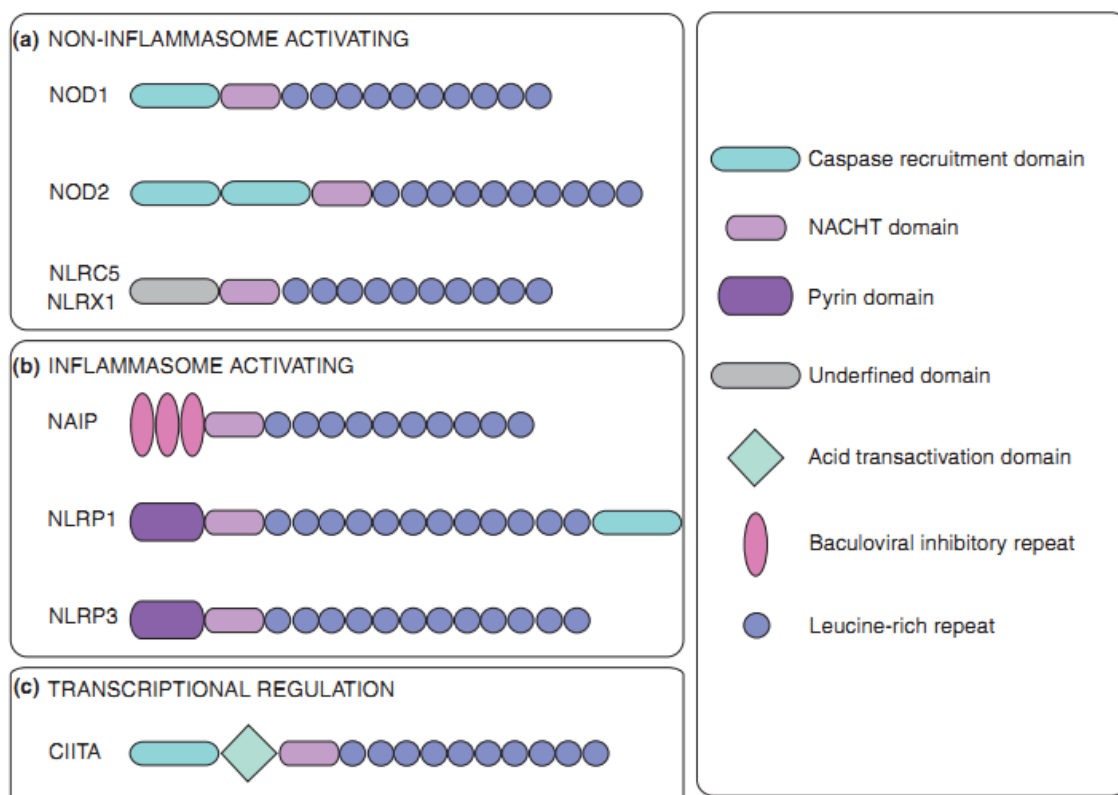 (a) NON-INFLAMMASOME ACTIVATING
NOD1
NOD2
NLRC5
NLRX1
(b) INFLAMMASOME ACTIVATING
NAIP
NLRP1
NLRP3
(c) TRANSCRIPTIONAL REGULATION
CIITA
Caspase recruitment domain
NACHT domain
Pyrin domain
Underfined domain
Acid transactivation domain
Baculoviral inhibitory repeat
Leucine-rich repeat